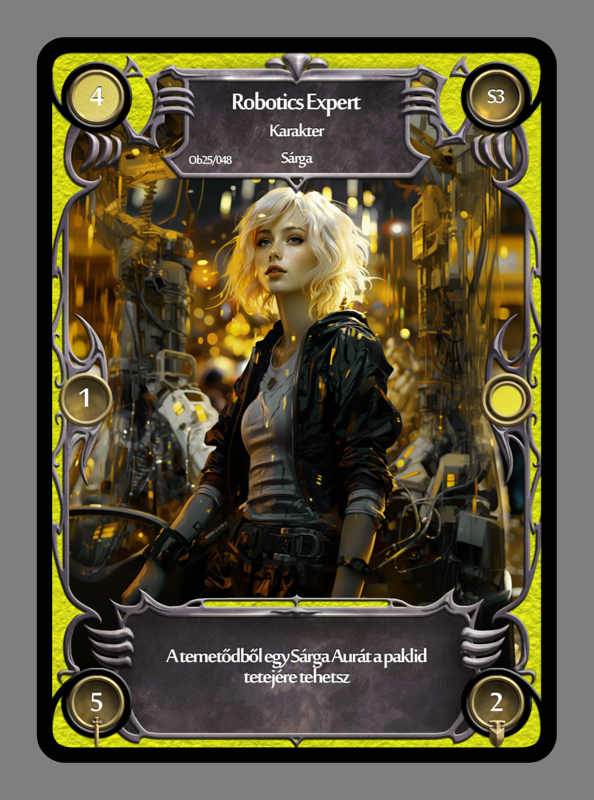 4
Robotics Expert
S3
Karakter
Ob25/048
Sárga
1
A temetődből egy Sárga Aurát a paklid
tetejére tehetsz
5
2